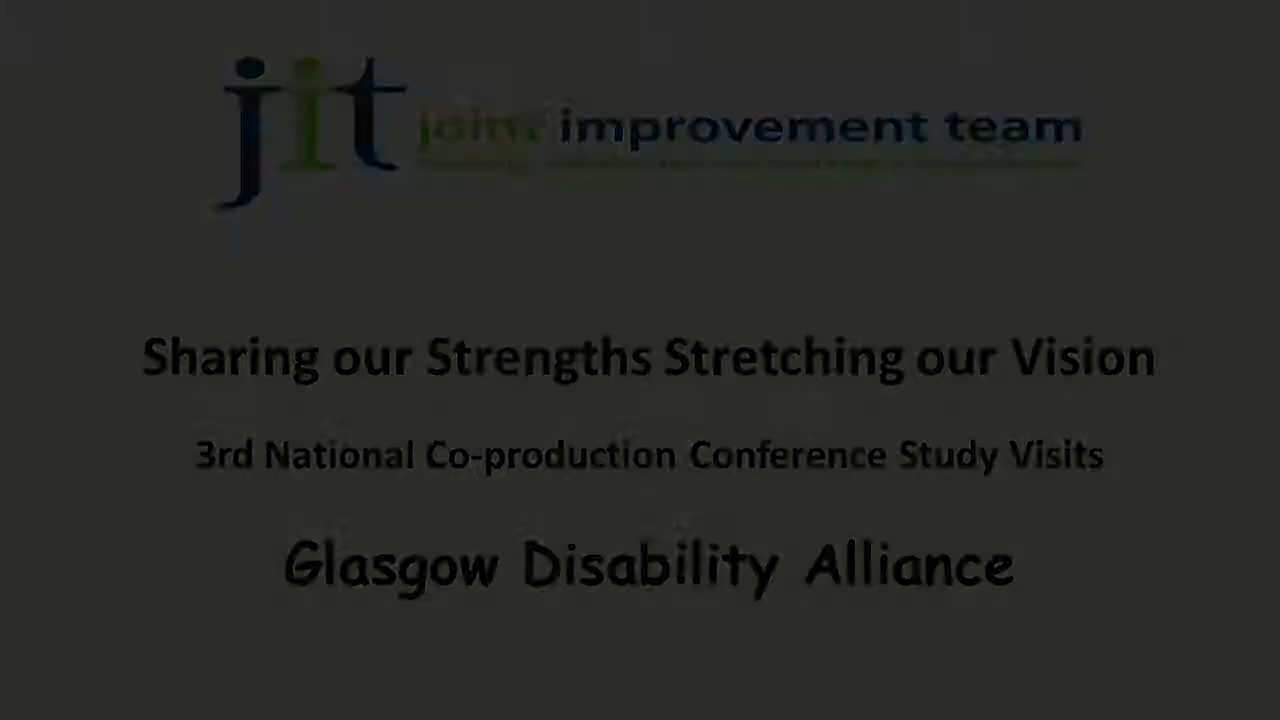 jit joint improvement team
Sharing our Strengths Stretching our Vision
3rd National Co-production Conference Study Visits
Glasgow Disability Alliance